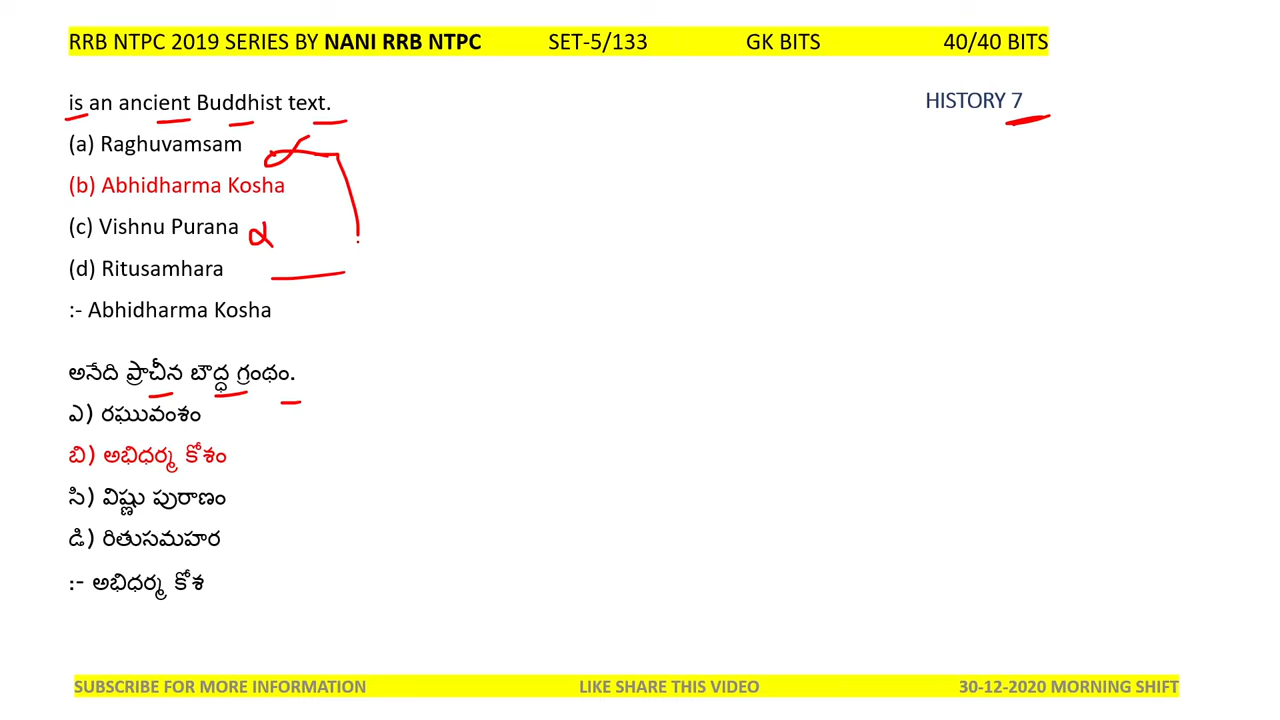 RRB NTPC 2019 SERIES BY NANI RRB NTPC SET-5/133 GK BITS 40/40 BITS
HISTORY 7
is an ancient Buddhist text.
(a) Raghuvamsam
(b) Abhidharma Kosha
(c) Vishnu Purana
(d) Ritusamhara
:- Abhidharma Kosha
అనేది ప్రాచీన బౌద్ధ గ్రంథం.
ఎ) రఘువంశం
బి) అభిధర్మ కోశం
సి) విష్ణు పురాణం
డి) రితుసమహర
:- అభిధర్మ కోశ
SUBSCRIBE FOR MORE INFORMATION LIKE SHARE THIS VIDEO 30-12-2020 MORNING SHIFT